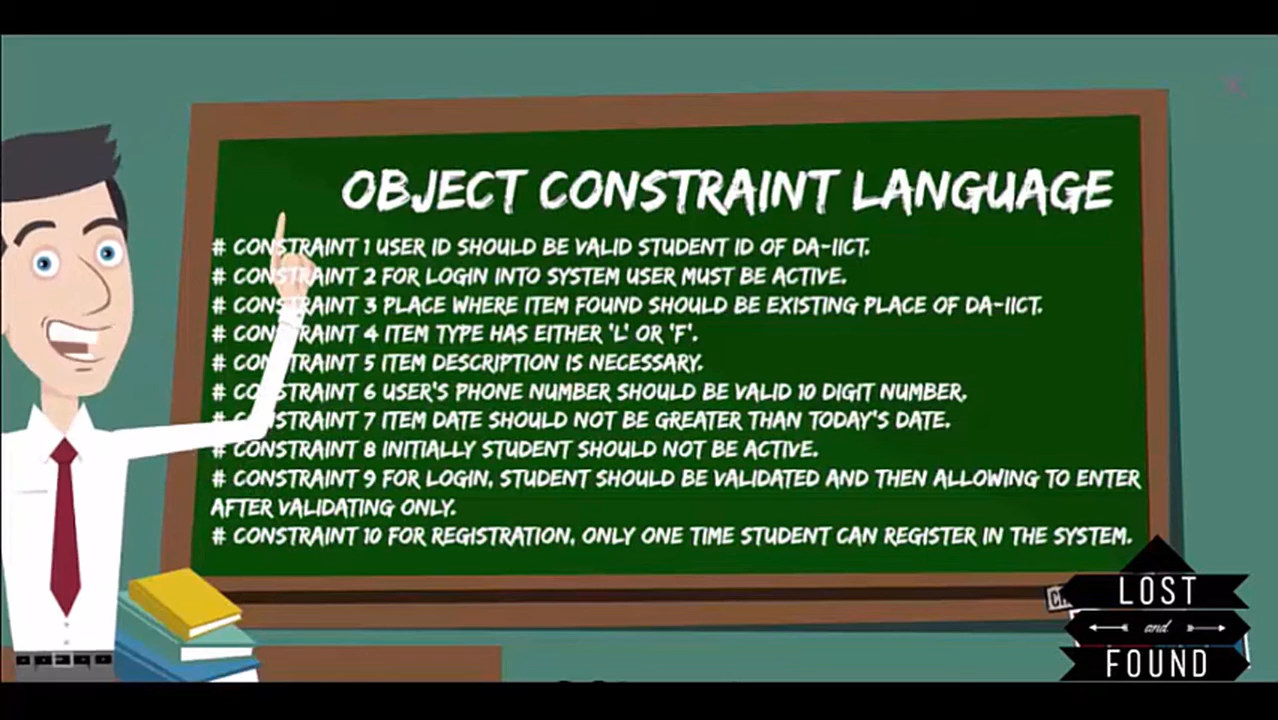 OBJECT CONSTRAINT LANGUAGE
# CONSTRAINT 1 USER ID SHOULD BE VALID STUDENT ID OF DA-IICT.
# CONSTRAINT 2 FOR LOGIN INTO SYSTEM USER MUST BE ACTIVE.
# CONSTRAINT 3 PLACE WHERE ITEM FOUND SHOULD BE EXISTING PLACE OF DA-IICT.
# CONSTRAINT 4 ITEM TYPE HAS EITHER 'L' OR 'F'.
# CONSTRAINT 5 ITEM DESCRIPTION IS NECESSARY.
# CONSTRAINT 6 USER'S PHONE NUMBER SHOULD BE VALID 10 DIGIT NUMBER.
# CONSTRAINT 7 ITEM DATE SHOULD NOT BE GREATER THAN TODAY'S DATE.
# CONSTRAINT 8 INITIALLY STUDENT SHOULD NOT BE ACTIVE.
# CONSTRAINT 9 FOR LOGIN, STUDENT SHOULD BE VALIDATED AND THEN ALLOWING TO ENTER
AFTER VALIDATING ONLY.
# CONSTRAINT 10 FOR REGISTRATION, ONLY ONE TIME STUDENT CAN REGISTER IN THE SYSTEM.
LOST
and
FOUND